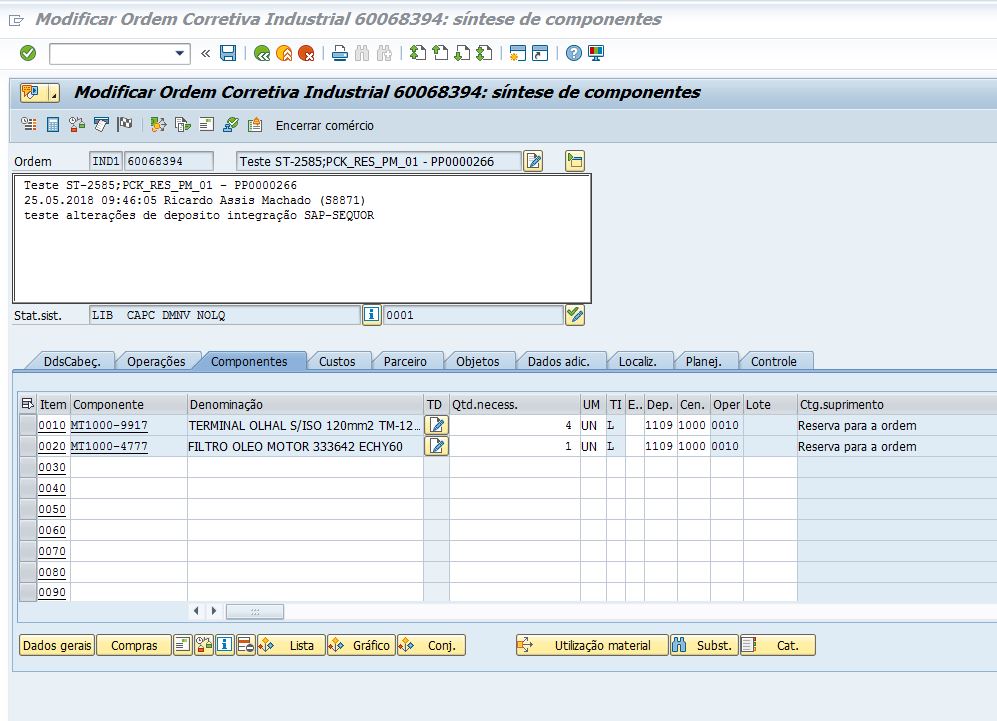 Modificar Ordem Corretiva Industrial 60068394: síntese de componentes
Modificar Ordem Corretiva Industrial 60068394: síntese de componentes
Encerrar comércio
Ordem IND1 60068394 Teste ST-2585;PCK_RES_PM_01 - PP0000266
Teste ST-2585;PCK_RES_PM_01 - PP0000266
25.05.2018 09:46:05 Ricardo Assis Machado (S8871)
teste alterações de deposito integração SAP-SEQUOR
Stat.sist. LIB CAPC DMNV NOLQ 0001
DdsCabeç. Operações Componentes Custos Parceiro Objetos Dados adic. Localiz. Planej. Controle
Item Componente Denominação TD Qtd.necess. UM TI E.. Dep. Cen. Oper Lote Ctg.suprimento
0010 MT1000-9917 TERMINAL OLHAL S/ISO 120mm2 TM-12... 4 UN L 1109 1000 0010 Reserva para a ordem
0020 MT1000-4777 FILTRO OLEO MOTOR 333642 ECHY60 1 UN L 1109 1000 0010 Reserva para a ordem
0030
0040
0050
0060
0070
0080
0090
Dados gerais Compras Lista Gráfico Conj. Utilização material Subst. Cat.